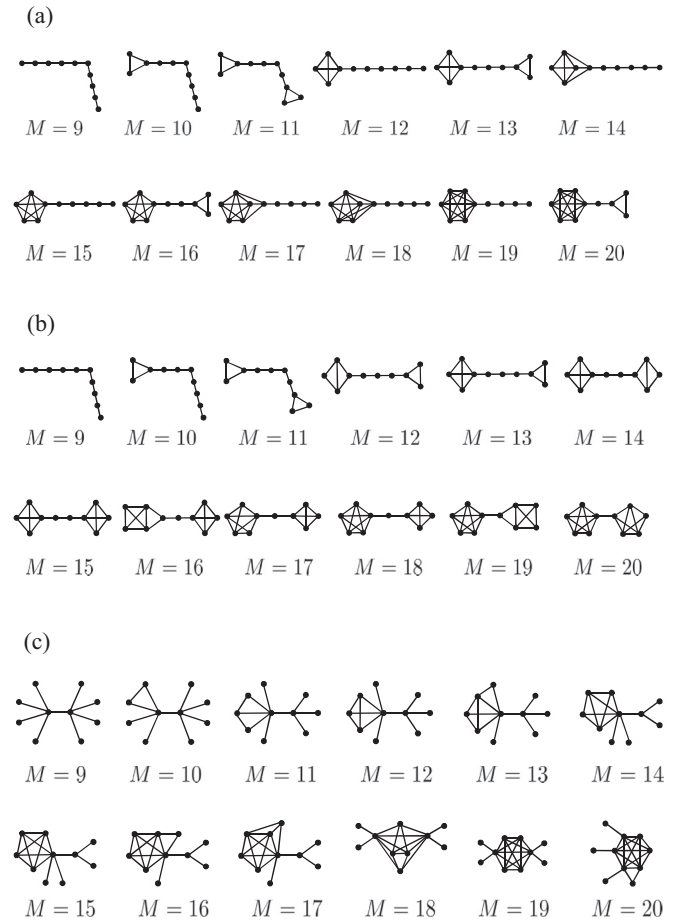 (a)
M = 9 M = 10 M = 11 M = 12 M = 13 M = 14
M = 15 M = 16 M = 17 M = 18 M = 19 M = 20
(b)
M = 9 M = 10 M = 11 M = 12 M = 13 M = 14
M = 15 M = 16 M = 17 M = 18 M = 19 M = 20
(c)
M = 9 M = 10 M = 11 M = 12 M = 13 M = 14
M = 15 M = 16 M = 17 M = 18 M = 19 M = 20